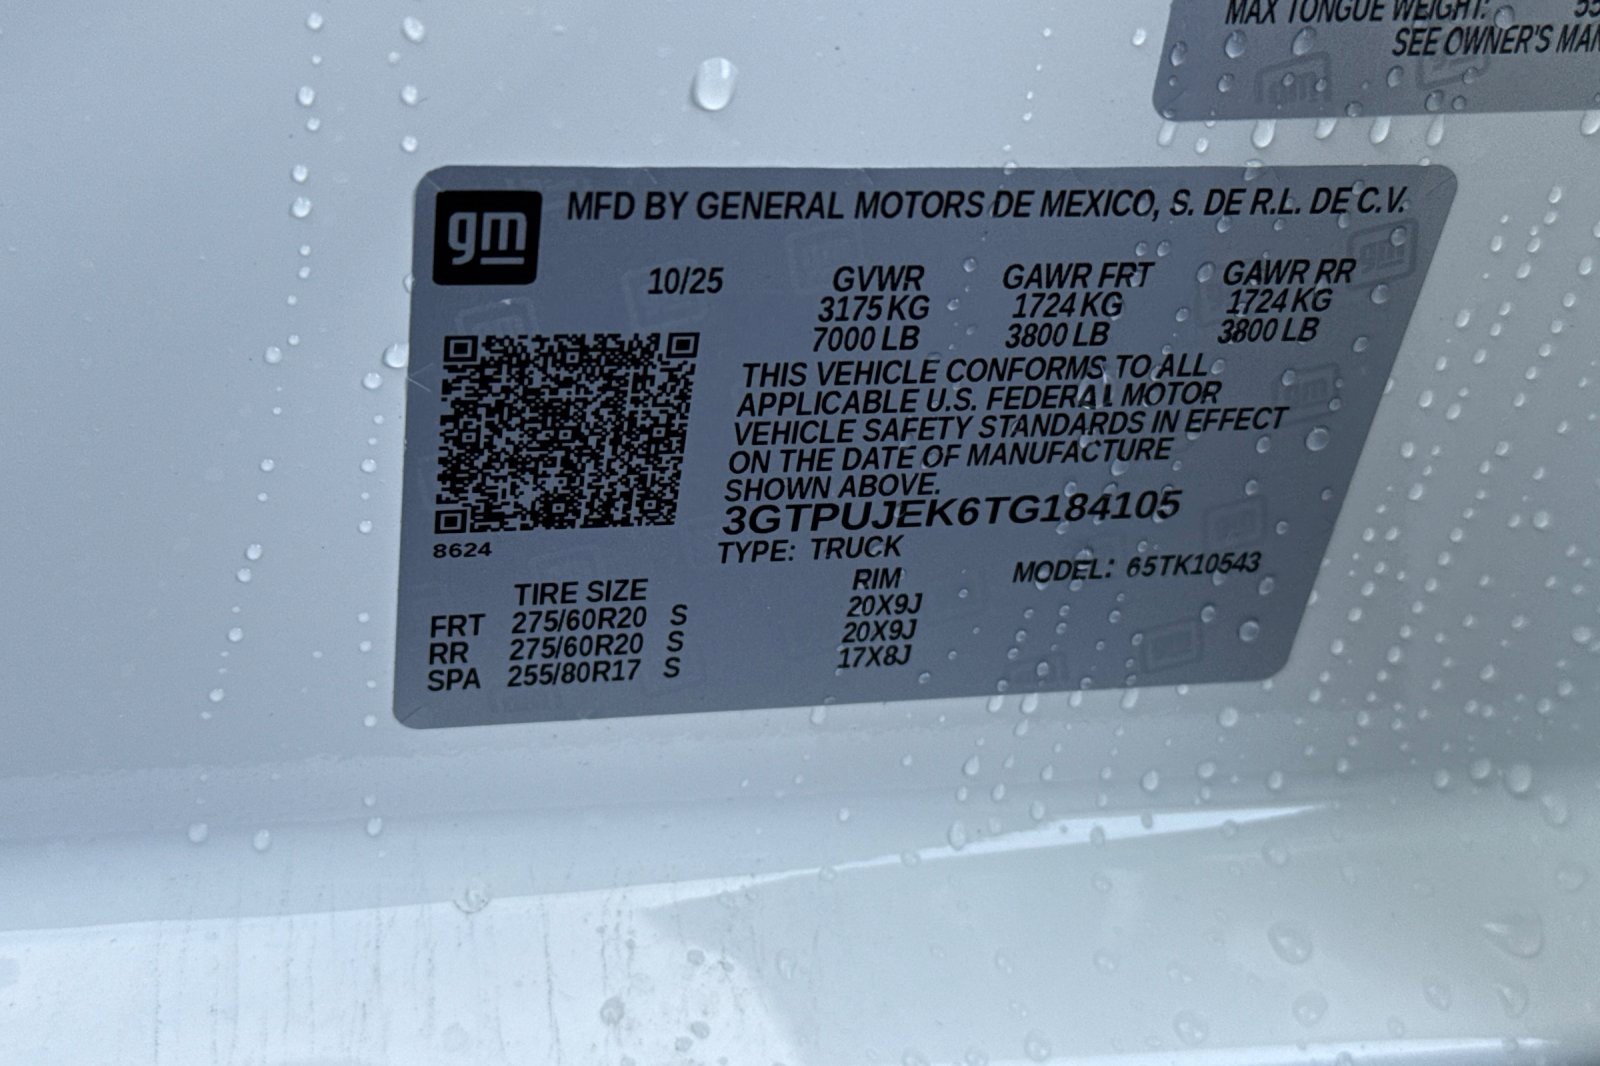 MAX TONGUE WEIGHT: 55
SEE OWNER'S MAN
gm
MFD BY GENERAL MOTORS DE MEXICO, S. DE R.L. DE C.V.
10/25 GVWR GAWR FRT GAWR RR
3175 KG 1724 KG 1724 KG
7000 LB 3800 LB 3800 LB
THIS VEHICLE CONFORMS TO ALL
APPLICABLE U.S. FEDERAL MOTOR
VEHICLE SAFETY STANDARDS IN EFFECT
ON THE DATE OF MANUFACTURE
SHOWN ABOVE.
3GTPUJEK6TG184105
8624
TYPE: TRUCK MODEL: 65TK10543
TIRE SIZE RIM
FRT 275/60R20 S 20X9J
RR 275/60R20 S 20X9J
SPA 255/80R17 S 17X8J